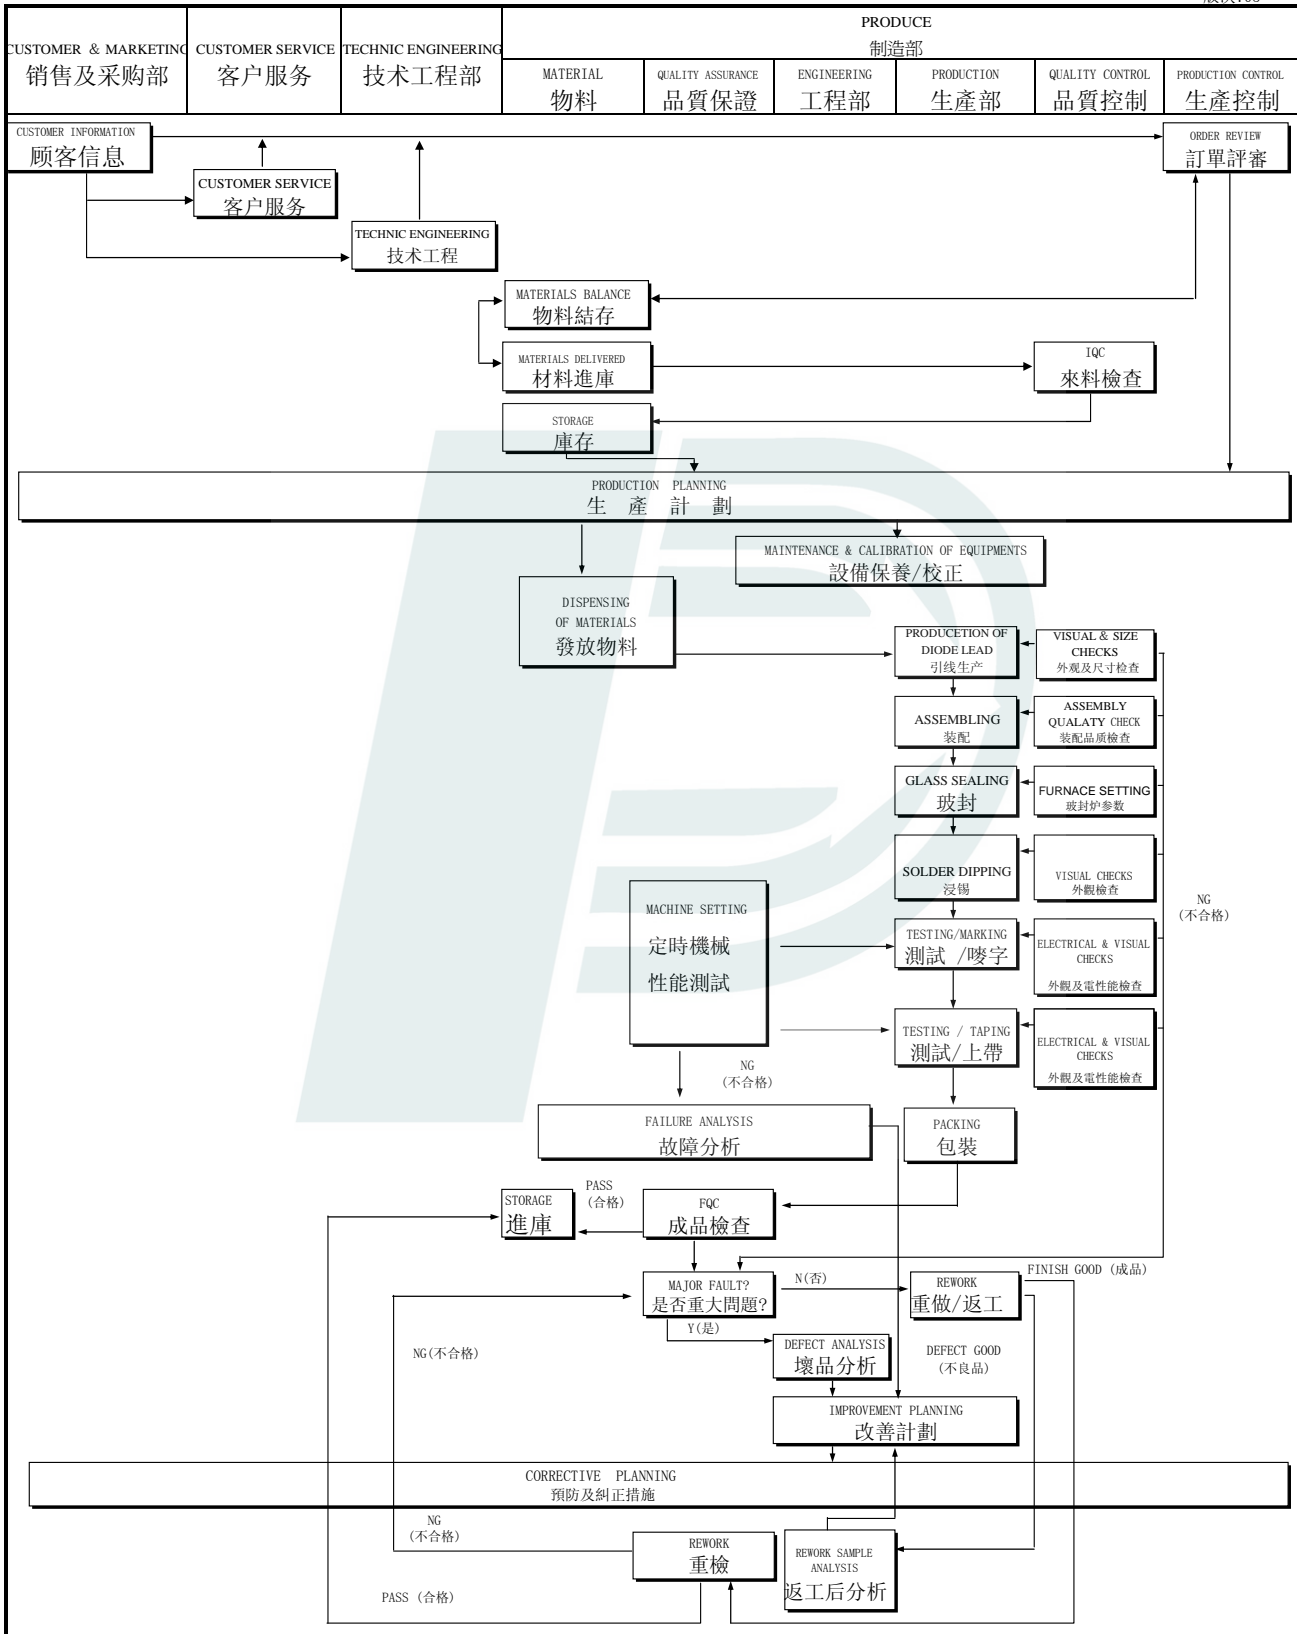 PRODUCE
制造部
CUSTOMER & MARKETING
销售及采购部
CUSTOMER SERVICE
客户服务
TECHNIC ENGINEERING
技术工程部
MATERIAL
物料
QUALITY ASSURANCE
品質保證
ENGINEERING
工程部
PRODUCTION
生產部
QUALITY CONTROL
品質控制
PRODUCTION CONTROL
生產控制
CUSTOMER INFORMATION
顾客信息
ORDER REVIEW
訂單評審
CUSTOMER SERVICE
客户服务
TECHNIC ENGINEERING
技术工程
MATERIALS BALANCE
物料結存
MATERIALS DELIVERED
材料進庫
IQC
來料檢查
STORAGE
庫存
PRODUCTION PLANNING
生 產 計 劃
MAINTENANCE & CALIBRATION OF EQUIPMENTS
設備保養/校正
DISPENSING
OF MATERIALS
發放物料
PRODUCETION OF
DIODE LEAD
引线生产
VISUAL & SIZE
CHECKS
外观及尺寸检查
ASSEMBLING
装配
ASSEMBLY
QUALATY CHECK
装配品质檢查
GLASS SEALING
玻封
FURNACE SETTING
玻封炉参数
SOLDER DIPPING
浸锡
VISUAL CHECKS
外觀檢查
NG
(不合格)
MACHINE SETTING
定時機械
性能測試
TESTING/MARKING
測試 /嘜字
ELECTRICAL & VISUAL
CHECKS
外觀及電性能檢查
TESTING / TAPING
測試/上帶
ELECTRICAL & VISUAL
CHECKS
外觀及電性能檢查
NG
(不合格)
FAILURE ANALYSIS
故障分析
PACKING
包裝
STORAGE
進庫
PASS
(合格)
FQC
成品檢查
MAJOR FAULT?
是否重大問題?
N(否)
REWORK
重做/返工
FINISH GOOD (成品)
Y(是)
NG(不合格)
DEFECT ANALYSIS
壞品分析
DEFECT GOOD
(不良品)
IMPROVEMENT PLANNING
改善計劃
CORRECTIVE PLANNING
預防及糾正措施
NG
(不合格)
REWORK
重檢
REWORK SAMPLE
ANALYSIS
返工后分析
PASS (合格)